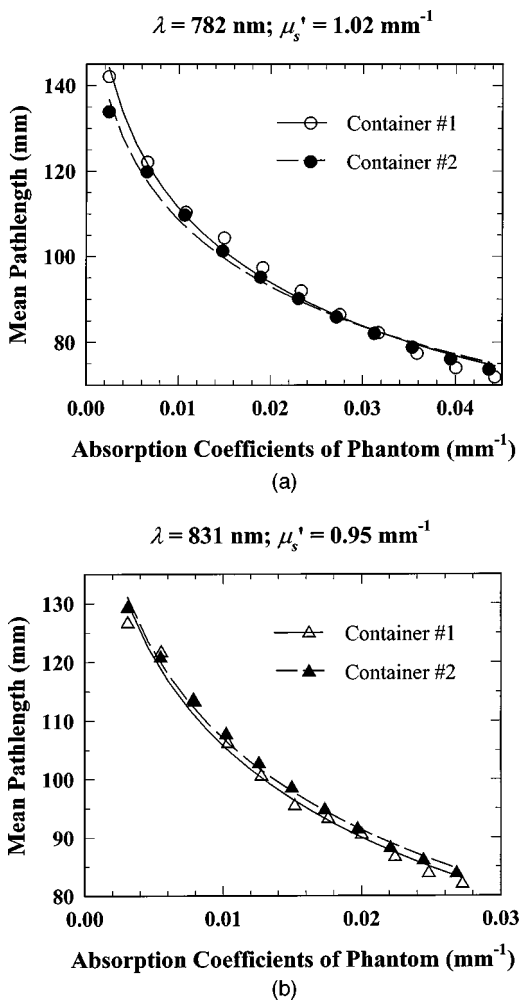 λ = 782 nm; μs' = 1.02 mm-1
140
120
100
80
Mean Pathlength (mm)
Container #1
Container #2
0.00 0.01 0.02 0.03 0.04
Absorption Coefficients of Phantom (mm-1)
(a)
λ = 831 nm; μs' = 0.95 mm-1
130
120
110
100
90
80
Mean Pathlength (mm)
Container #1
Container #2
0.00 0.01 0.02 0.03
Absorption Coefficients of Phantom (mm-1)
(b)